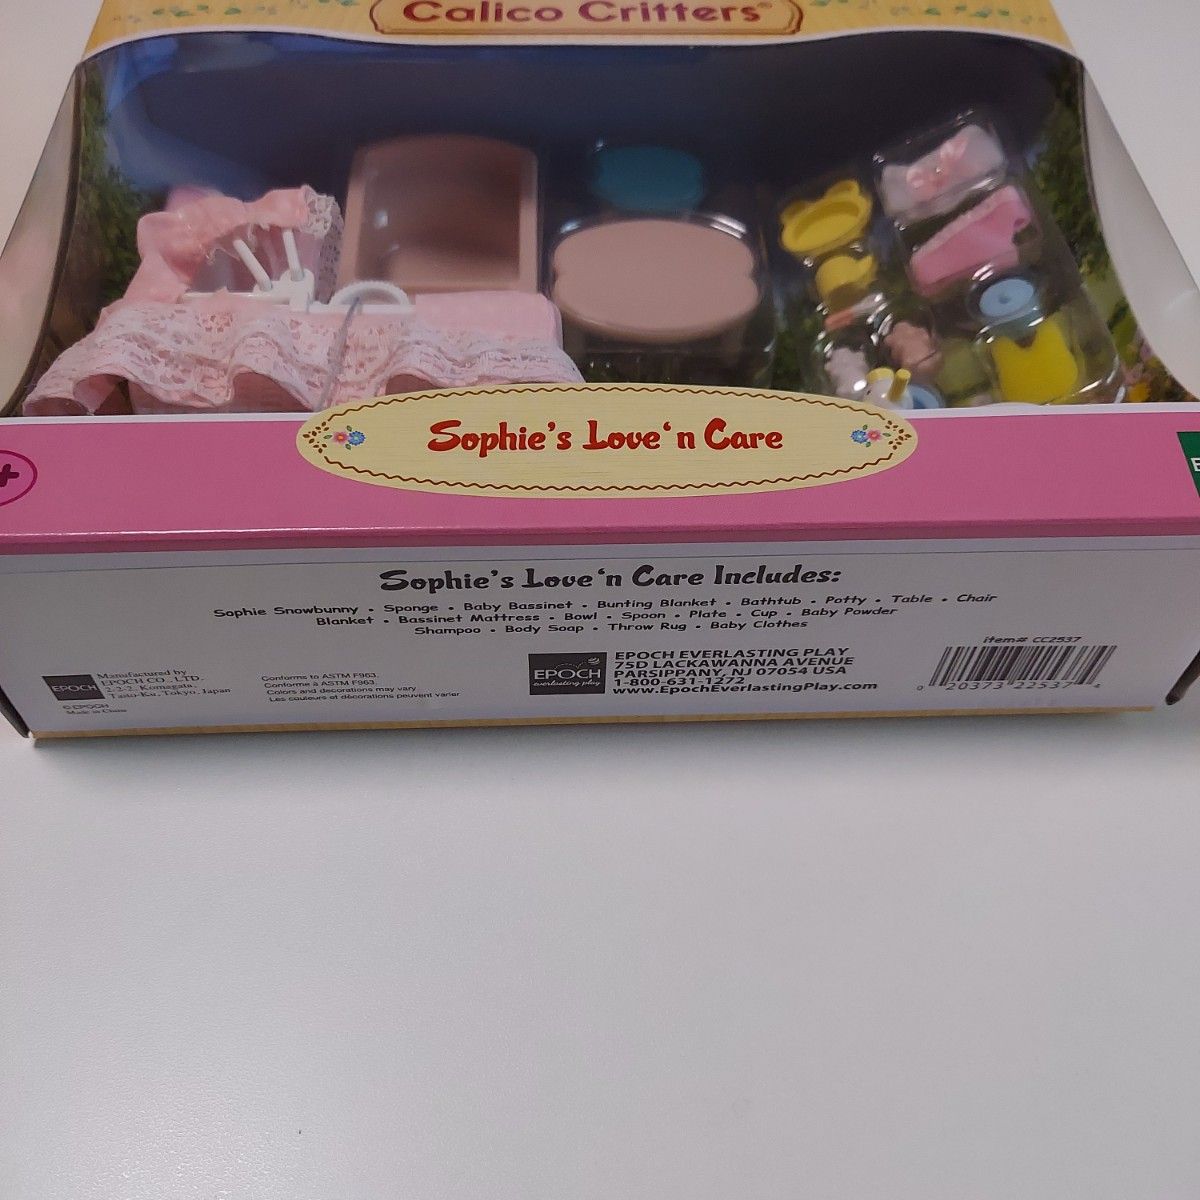 Calico Critters®
Sophie's Love‘n Care
Sophie's Love‘n Care Includes:
Sophie Snowbunny • Sponge • Baby Bassinet • Bunting Blanket • Bathtub • Potty • Table • Chair
Blanket • Bassinet Mattress • Bowl • Spoon • Plate • Cup • Baby Powder
Shampoo • Body Soap • Throw Rug • Baby Clothes
EPOCH
Manufactured by
EPOCH CO., LTD.
2-2-2, Komagata,
Taito-Ku, Tokyo, Japan
© EPOCH
Made in China
Conforms to ASTM F963.
Conforme à ASTM F963.
Colors and decorations may vary
Les couleurs et décorations peuvent varier
EPOCH
everlasting play
EPOCH EVERLASTING PLAY
75D LACKAWANNA AVENUE
PARSIPPANY, NJ 07054 USA
1-800-631-1272
www.EpochEverlastingPlay.com
item# CC2537
0 20373 22537 4